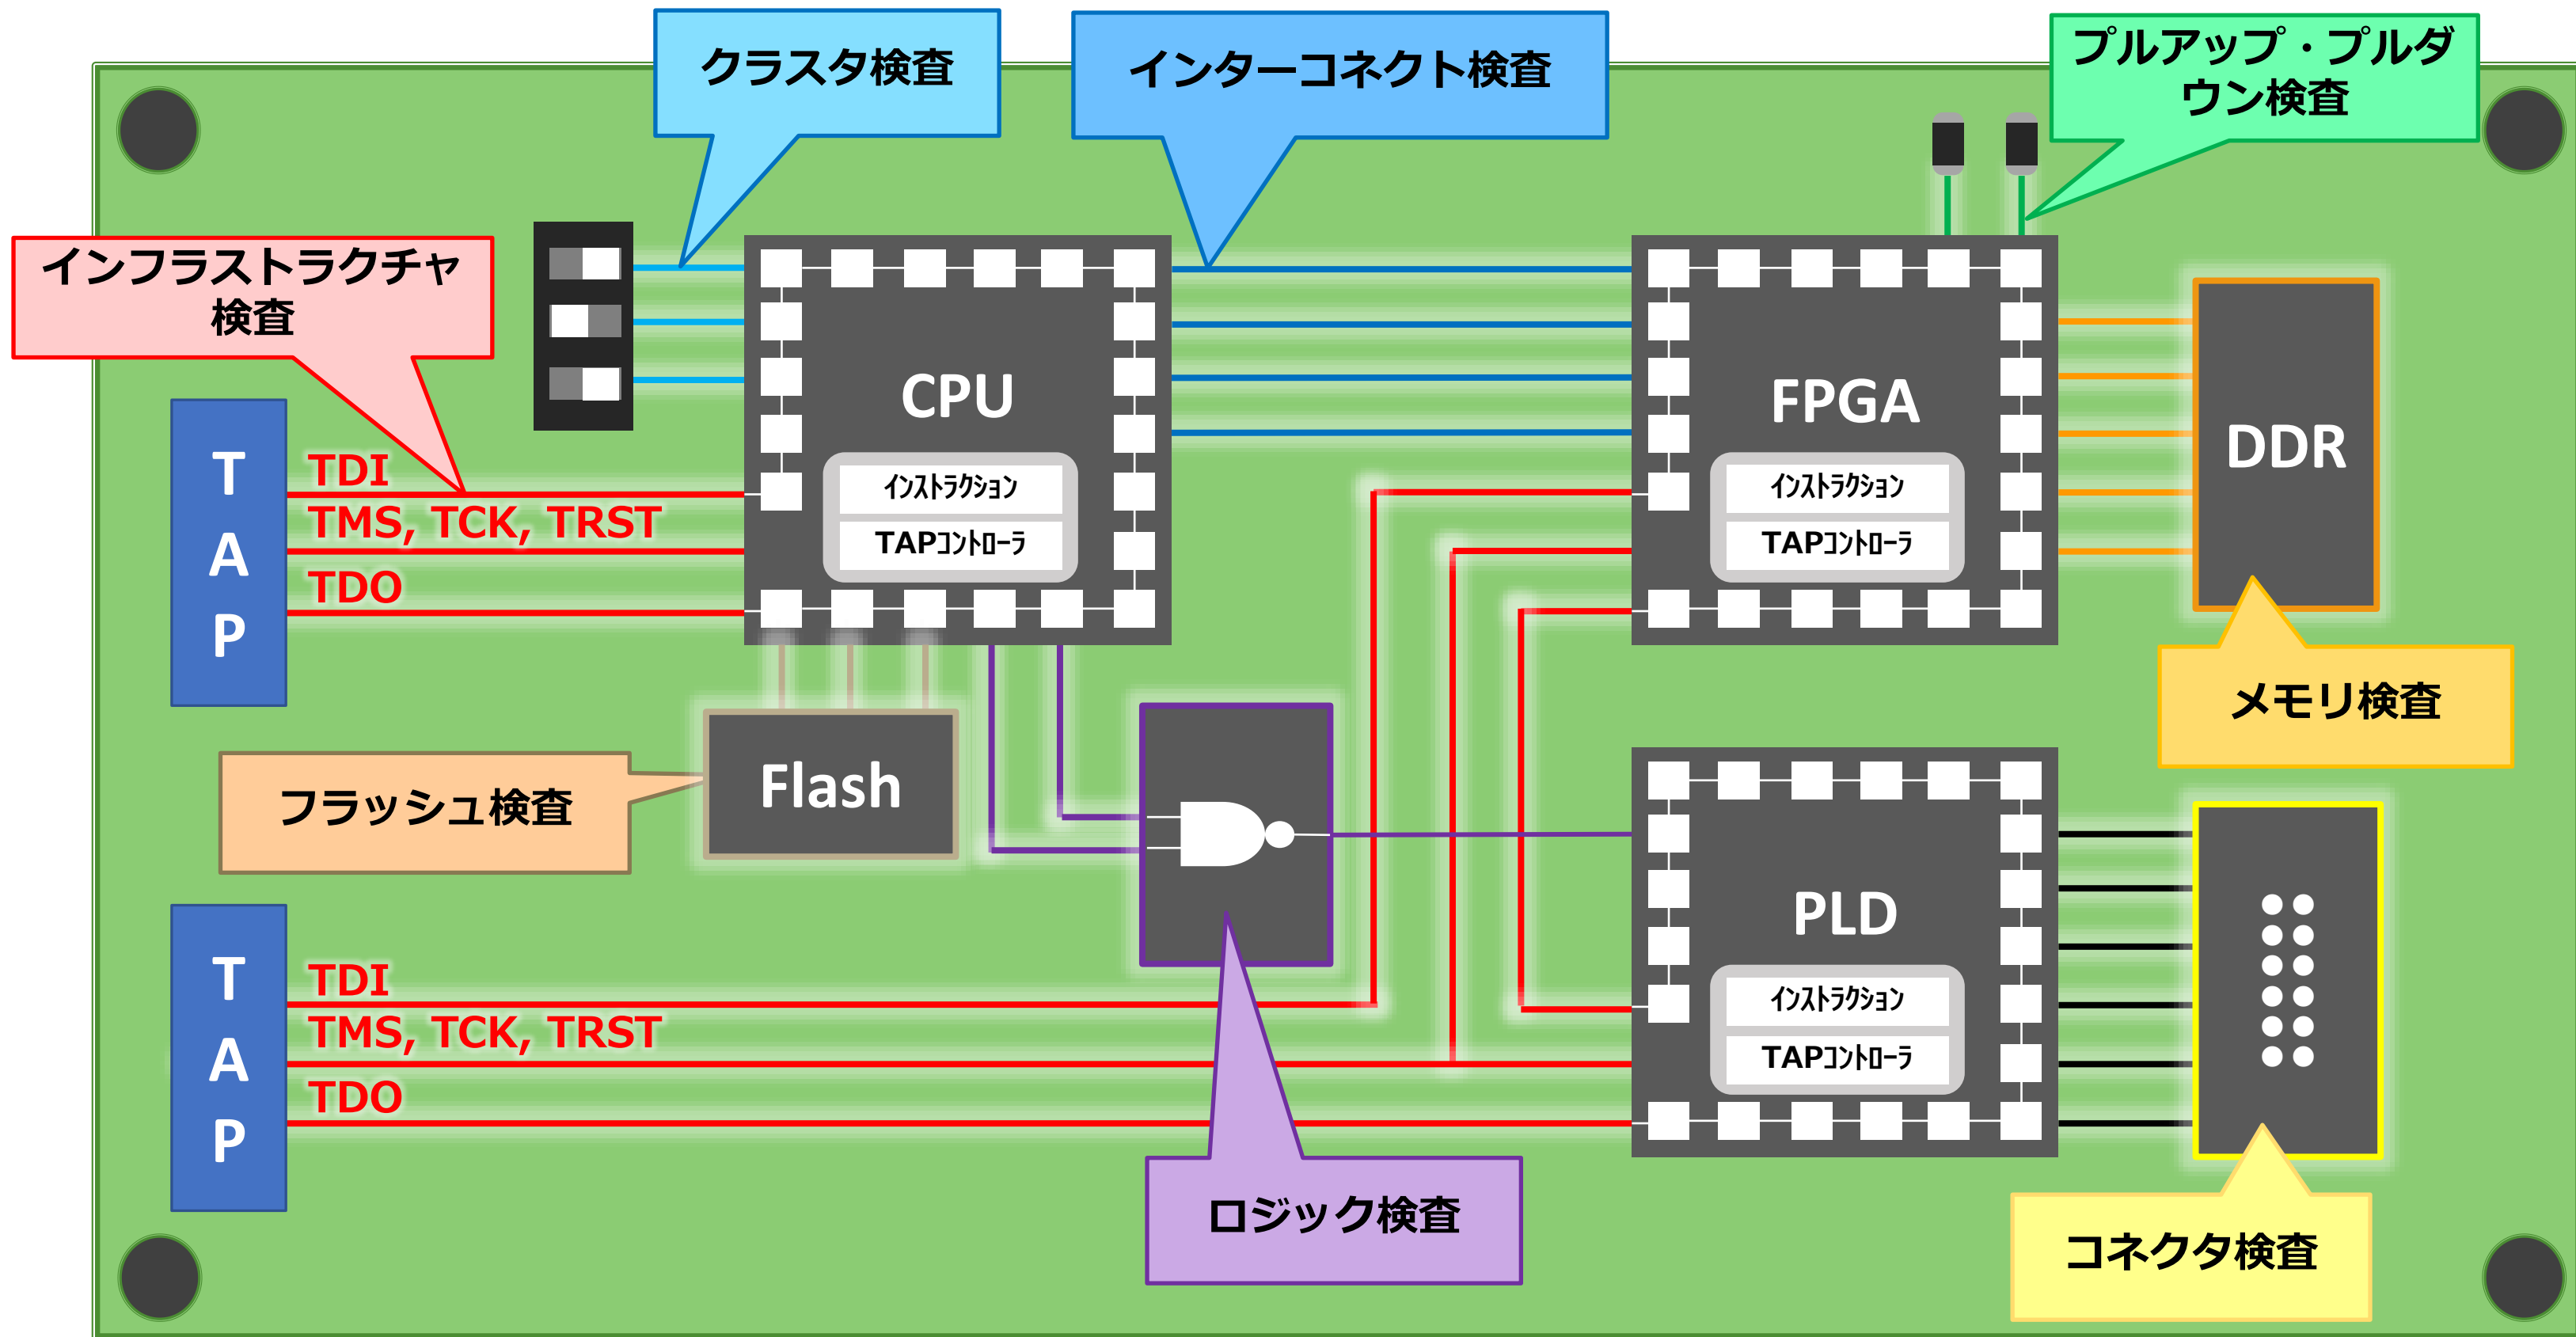 クラスタ検査
インターコネクト検査
プルアップ・プルダ
ウン検査
インフラストラクチャ
検査
CPU
インストラクション
TAPコントローラ
FPGA
インストラクション
TAPコントローラ
DDR
TAP
TDI
TMS, TCK, TRST
TDO
メモリ検査
Flash
フラッシュ検査
PLD
インストラクション
TAPコントローラ
TAP
TDI
TMS, TCK, TRST
TDO
ロジック検査
コネクタ検査